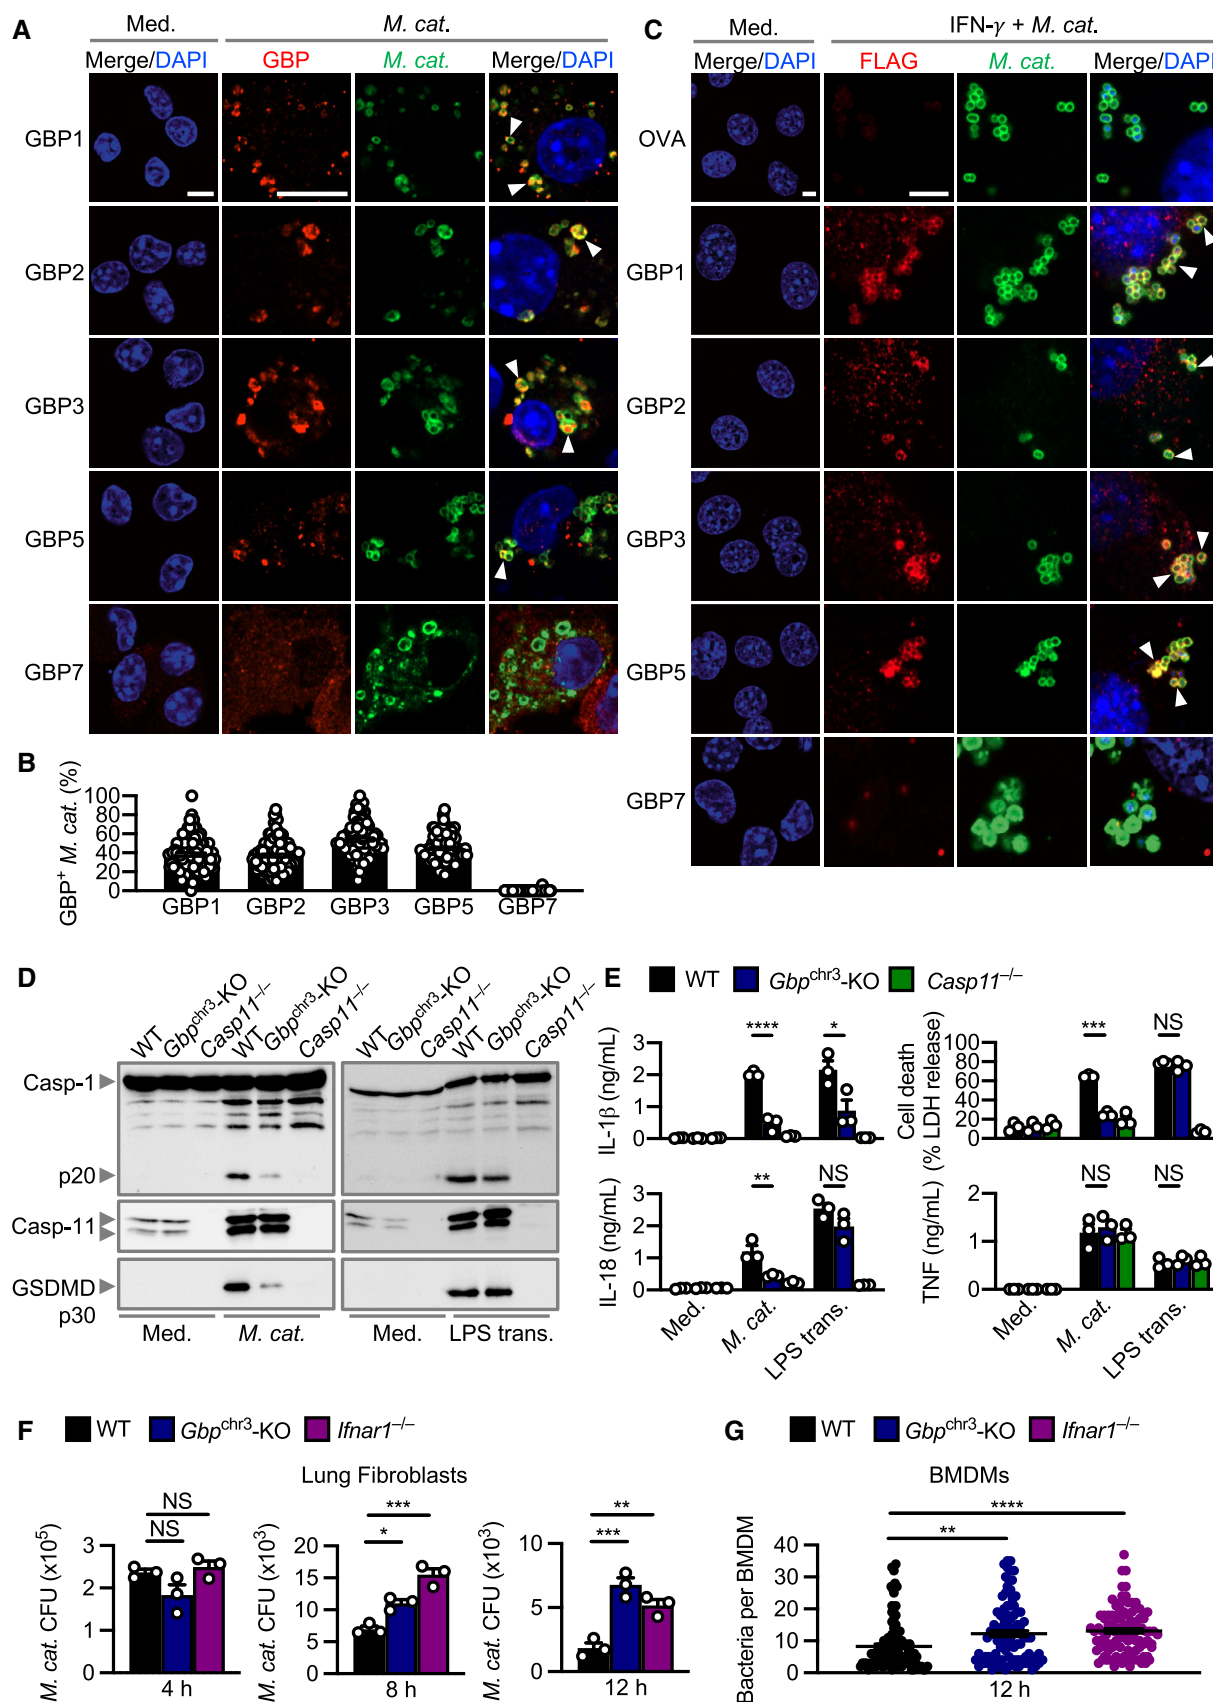 A
Med.
M. cat.
Merge/DAPI
GBP
M. cat.
Merge/DAPI
GBP1
GBP2
GBP3
GBP5
GBP7
C
Med.
IFN-γ + M. cat.
Merge/DAPI
FLAG
M. cat.
Merge/DAPI
OVA
GBP1
GBP2
GBP3
GBP5
GBP7
B
GBP⁺ M. cat. (%)
100
80
60
40
20
0
GBP1
GBP2
GBP3
GBP5
GBP7
D
WT
Gbpchr3-KO
Casp11–/–
WT
Gbpchr3-KO
Casp11–/–
WT
Gbpchr3-KO
Casp11–/–
WT
Gbpchr3-KO
Casp11–/–
Casp-1
p20
Casp-11
GSDMD
p30
Med.
M. cat.
Med.
LPS trans.
E
WT
Gbpchr3-KO
Casp11–/–
IL-1β (ng/mL)
3
2
1
0
****
*
Cell death
(% LDH release)
100
80
60
40
20
0
***
NS
IL-18 (ng/mL)
3
2
1
0
**
NS
Med.
M. cat.
LPS trans.
TNF (ng/mL)
2
1
0
NS
NS
Med.
M. cat.
LPS trans.
F
WT
Gbpchr3-KO
Ifnar1–/–
Lung Fibroblasts
M. cat. CFU (x10⁵)
3
2
1
0
NS
NS
4 h
M. cat. CFU (x10³)
20
15
10
5
0
***
*
8 h
M. cat. CFU (x10³)
10
5
0
**
***
12 h
G
WT
Gbpchr3-KO
Ifnar1–/–
BMDMs
Bacteria per BMDM
40
30
20
10
0
****
**
12 h